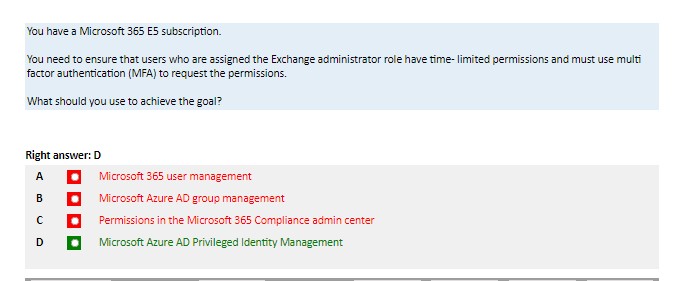 You have a Microsoft 365 E5 subscription.
You need to ensure that users who are assigned the Exchange administrator role have time- limited permissions and must use multi
factor authentication (MFA) to request the permissions.
What should you use to achieve the goal?
Right answer: D
A Microsoft 365 user management
B Microsoft Azure AD group management
C Permissions in the Microsoft 365 Compliance admin center
D Microsoft Azure AD Privileged Identity Management